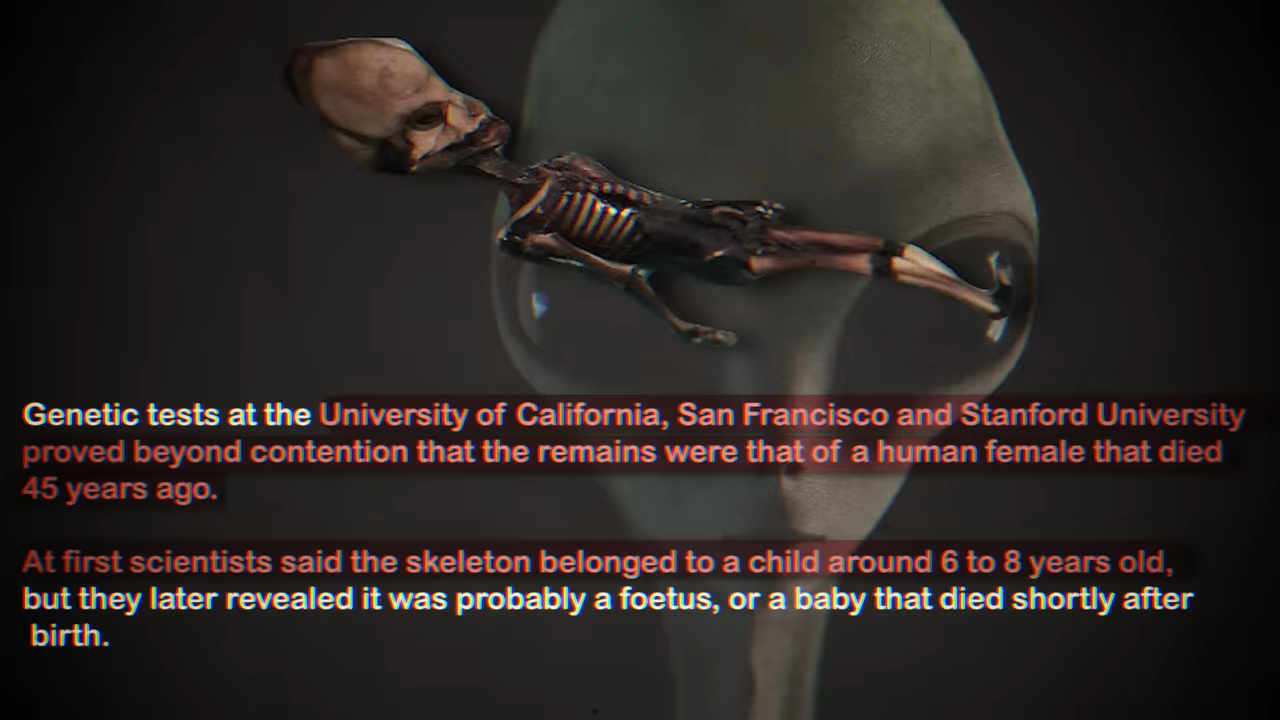 Genetic tests at the University of California, San Francisco and Stanford University
proved beyond contention that the remains were that of a human female that died
45 years ago.
At first scientists said the skeleton belonged to a child around 6 to 8 years old,
but they later revealed it was probably a foetus, or a baby that died shortly after
birth.